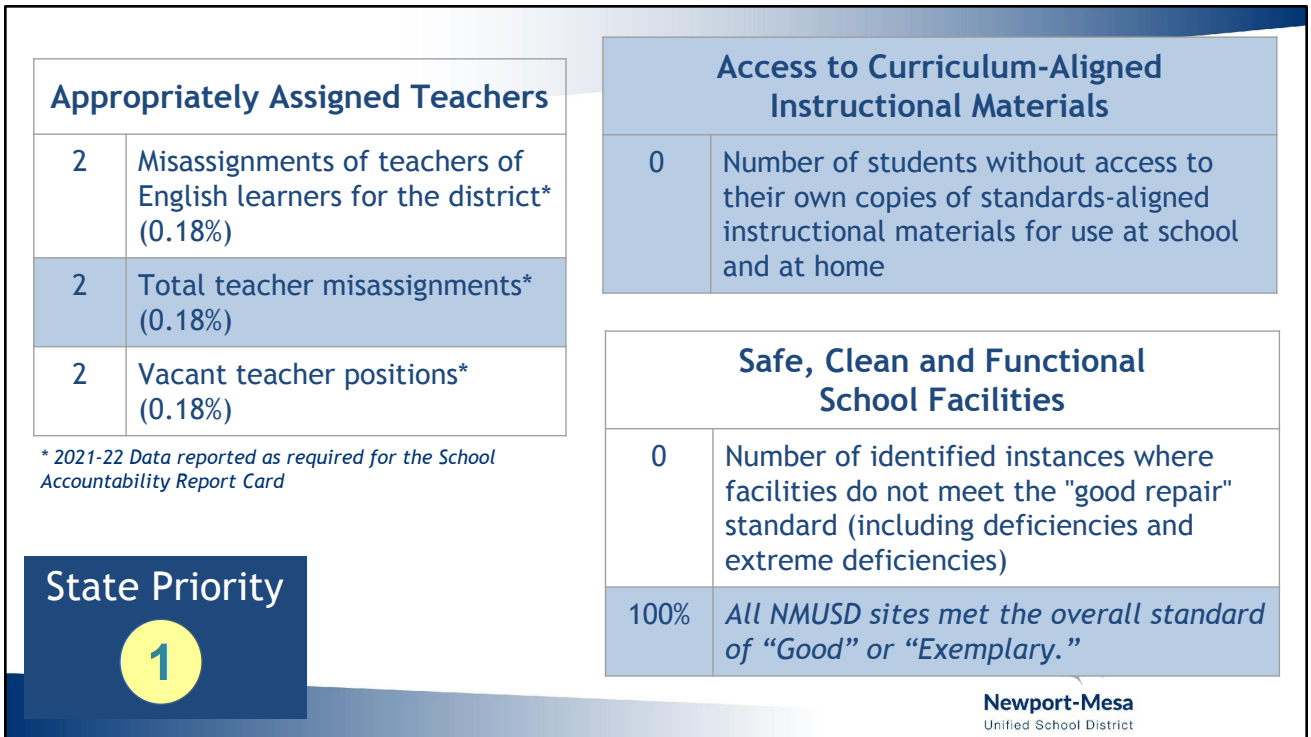 Appropriately Assigned Teachers
2
Misassignments of teachers of
English learners for the district*
(0.18%)
2
Total teacher misassignments*
(0.18%)
2
Vacant teacher positions*
(0.18%)
* 2021-22 Data reported as required for the School
Accountability Report Card
State Priority
1
Access to Curriculum-Aligned
Instructional Materials
0
Number of students without access to
their own copies of standards-aligned
instructional materials for use at school
and at home
Safe, Clean and Functional
School Facilities
0
Number of identified instances where
facilities do not meet the "good repair"
standard (including deficiencies and
extreme deficiencies)
100%
All NMUSD sites met the overall standard
of “Good” or “Exemplary.”
Newport-Mesa
Unified School District